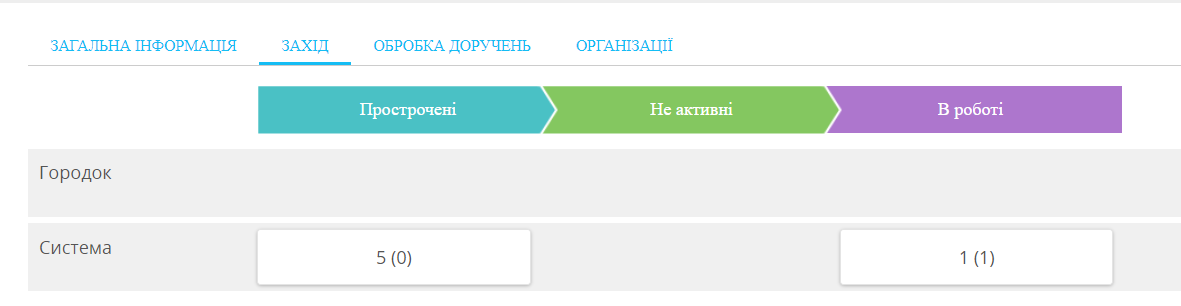 ЗАГАЛЬНА ІНФОРМАЦІЯ ЗАХІД ОБРОБКА ДОРУЧЕНЬ ОРГАНІЗАЦІЇ
Прострочені Не активні В роботі
Городок
Система 5 (0) 1 (1)